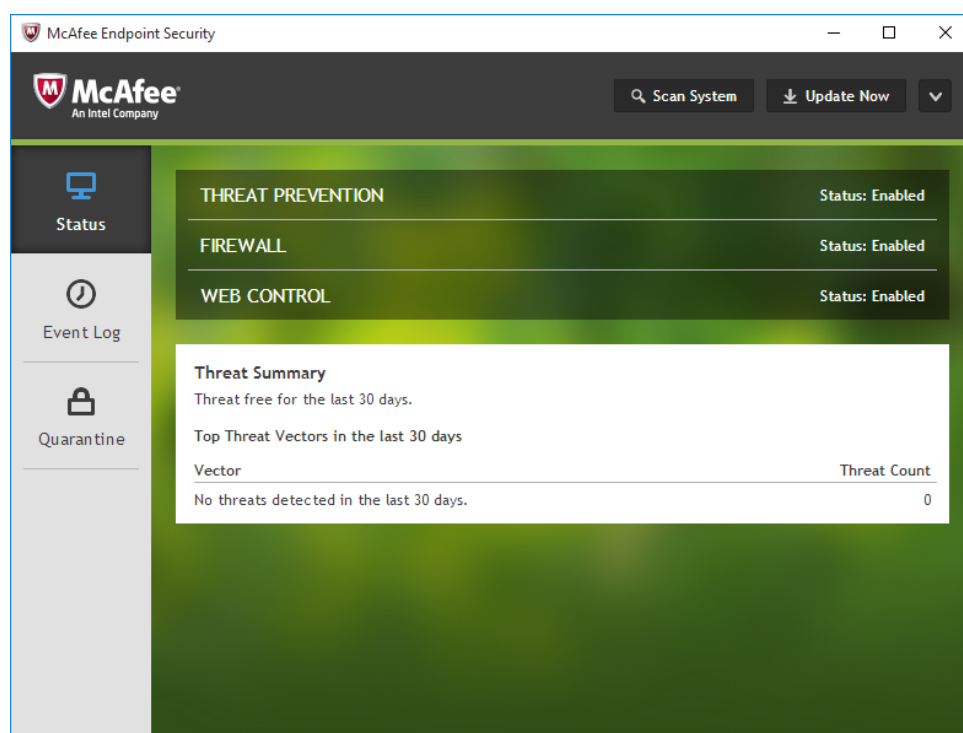 McAfee Endpoint Security
McAfee
An Intel Company
Scan System
Update Now
Status
Event Log
Quarantine
THREAT PREVENTION Status: Enabled
FIREWALL Status: Enabled
WEB CONTROL Status: Enabled
Threat Summary
Threat free for the last 30 days.
Top Threat Vectors in the last 30 days
Vector Threat Count
No threats detected in the last 30 days. 0